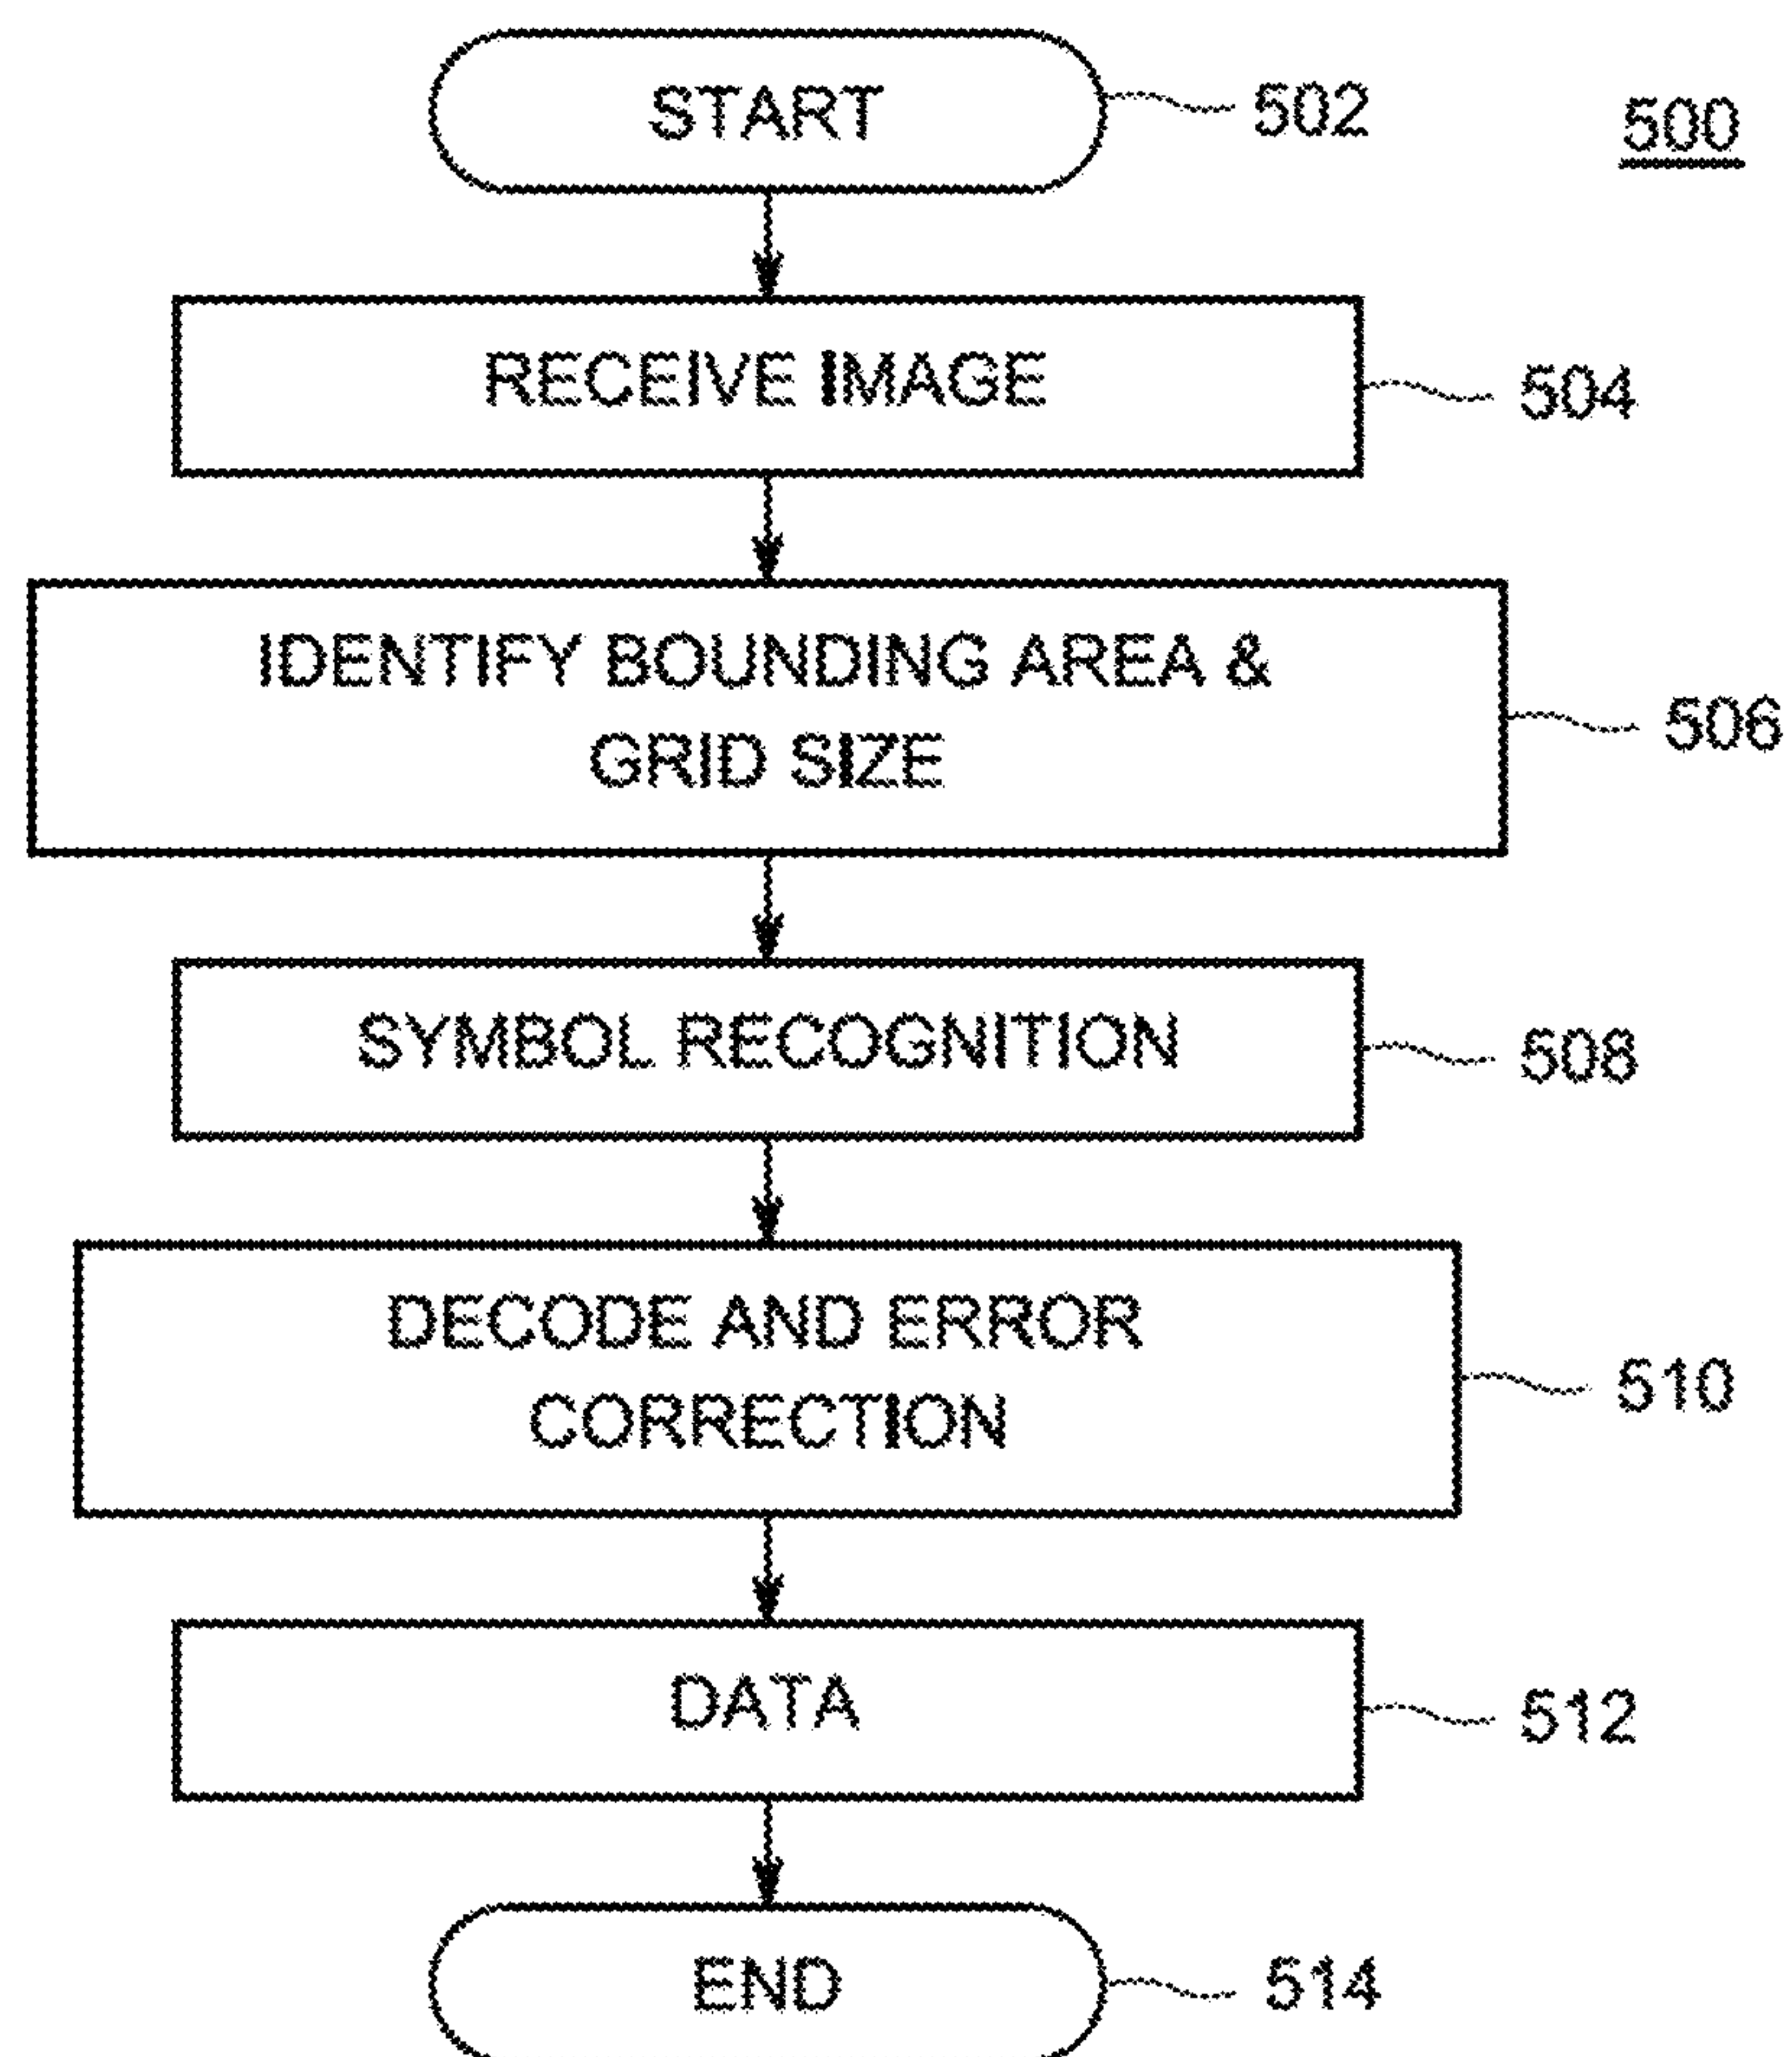 START
502
500
RECEIVE IMAGE
504
IDENTIFY BOUNDING AREA &
GRID SIZE
506
SYMBOL RECOGNITION
508
DECODE AND ERROR
CORRECTION
510
DATA
512
END
514